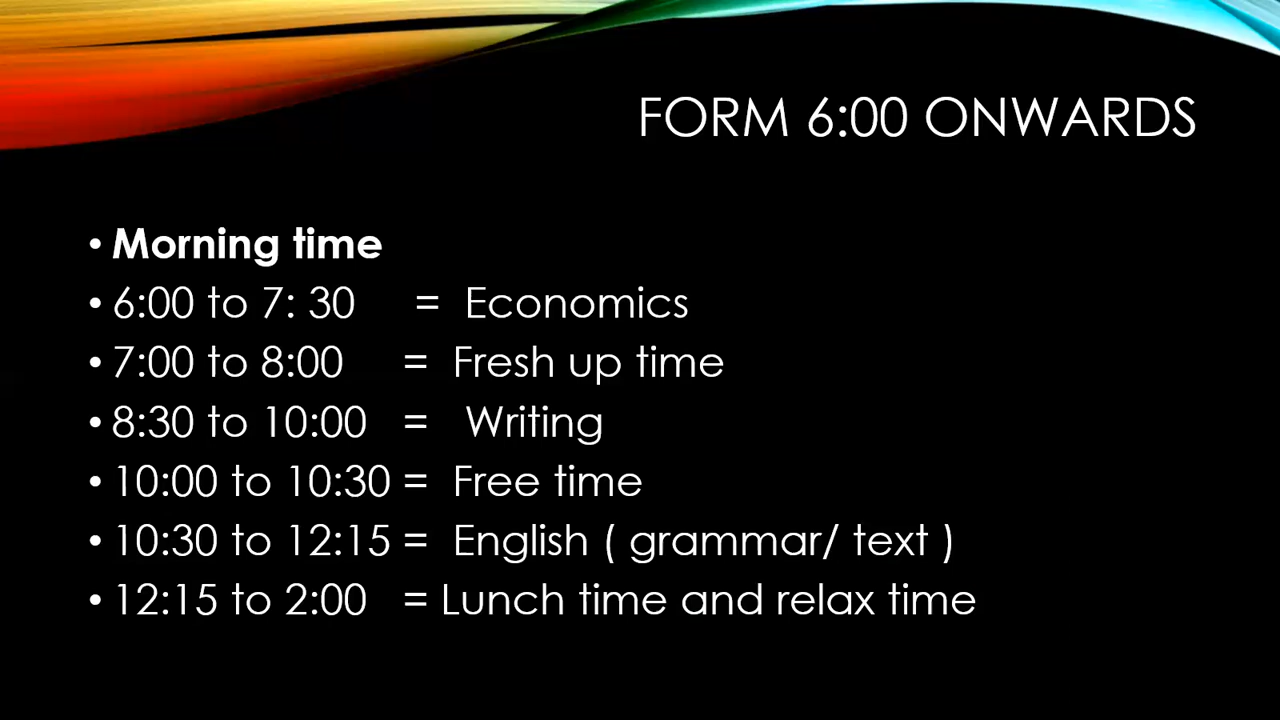 FORM 6:00 ONWARDS
• Morning time
• 6:00 to 7: 30 = Economics
• 7:00 to 8:00 = Fresh up time
• 8:30 to 10:00 = Writing
• 10:00 to 10:30 = Free time
• 10:30 to 12:15 = English ( grammar/ text )
• 12:15 to 2:00 = Lunch time and relax time